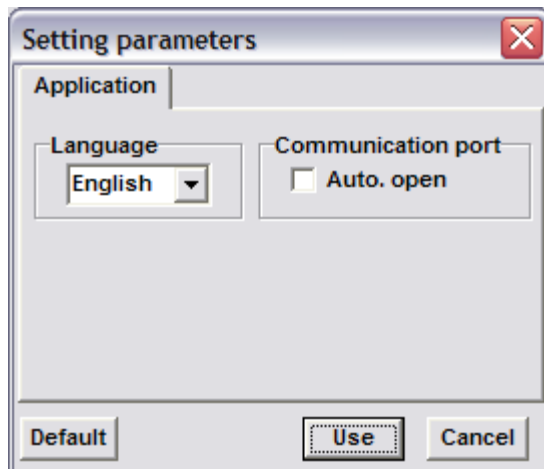 Setting parameters
Application
Language
Communication port
English
Auto. open
Default
Use
Cancel